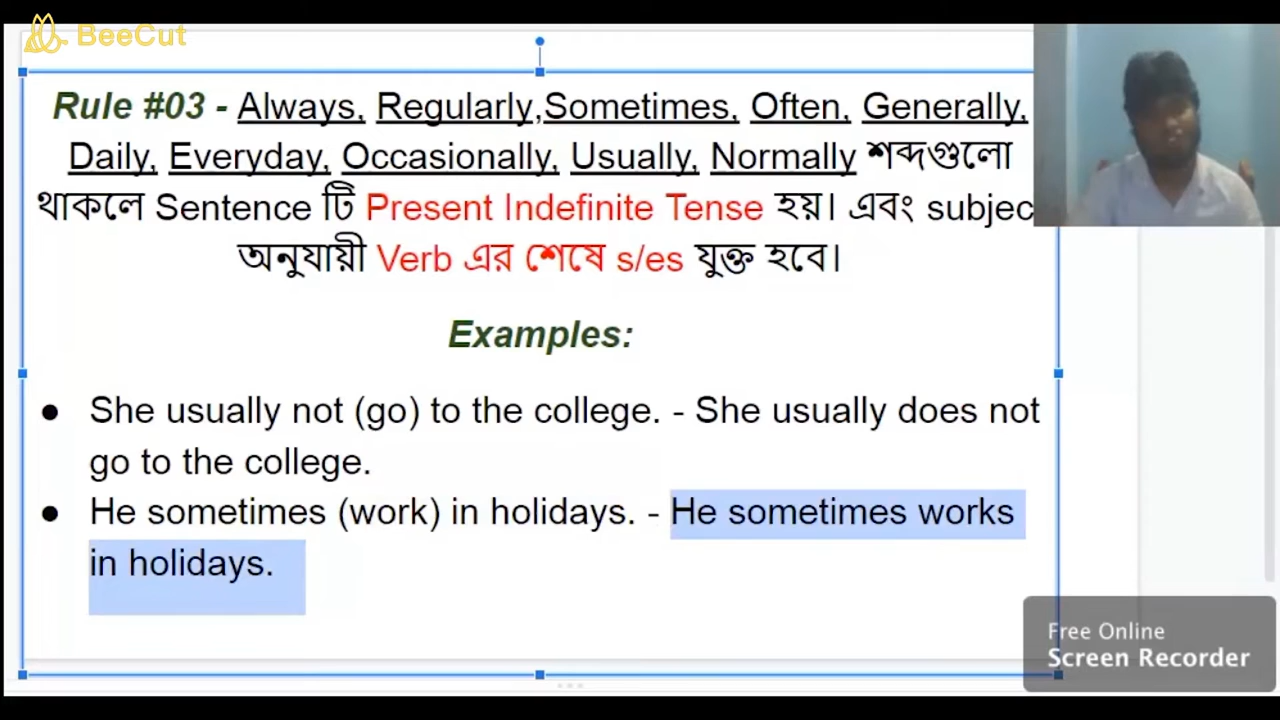 BeeCut
Rule #03 - Always, Regularly,Sometimes, Often, Generally,
Daily, Everyday, Occasionally, Usually, Normally শব্দগুলো
থাকলে Sentence টি Present Indefinite Tense হয়। এবং subjec
অনুযায়ী Verb এর শেষে s/es যুক্ত হবে।
Examples:
● She usually not (go) to the college. - She usually does not
go to the college.
● He sometimes (work) in holidays. - He sometimes works
in holidays.
Free Online
Screen Recorder